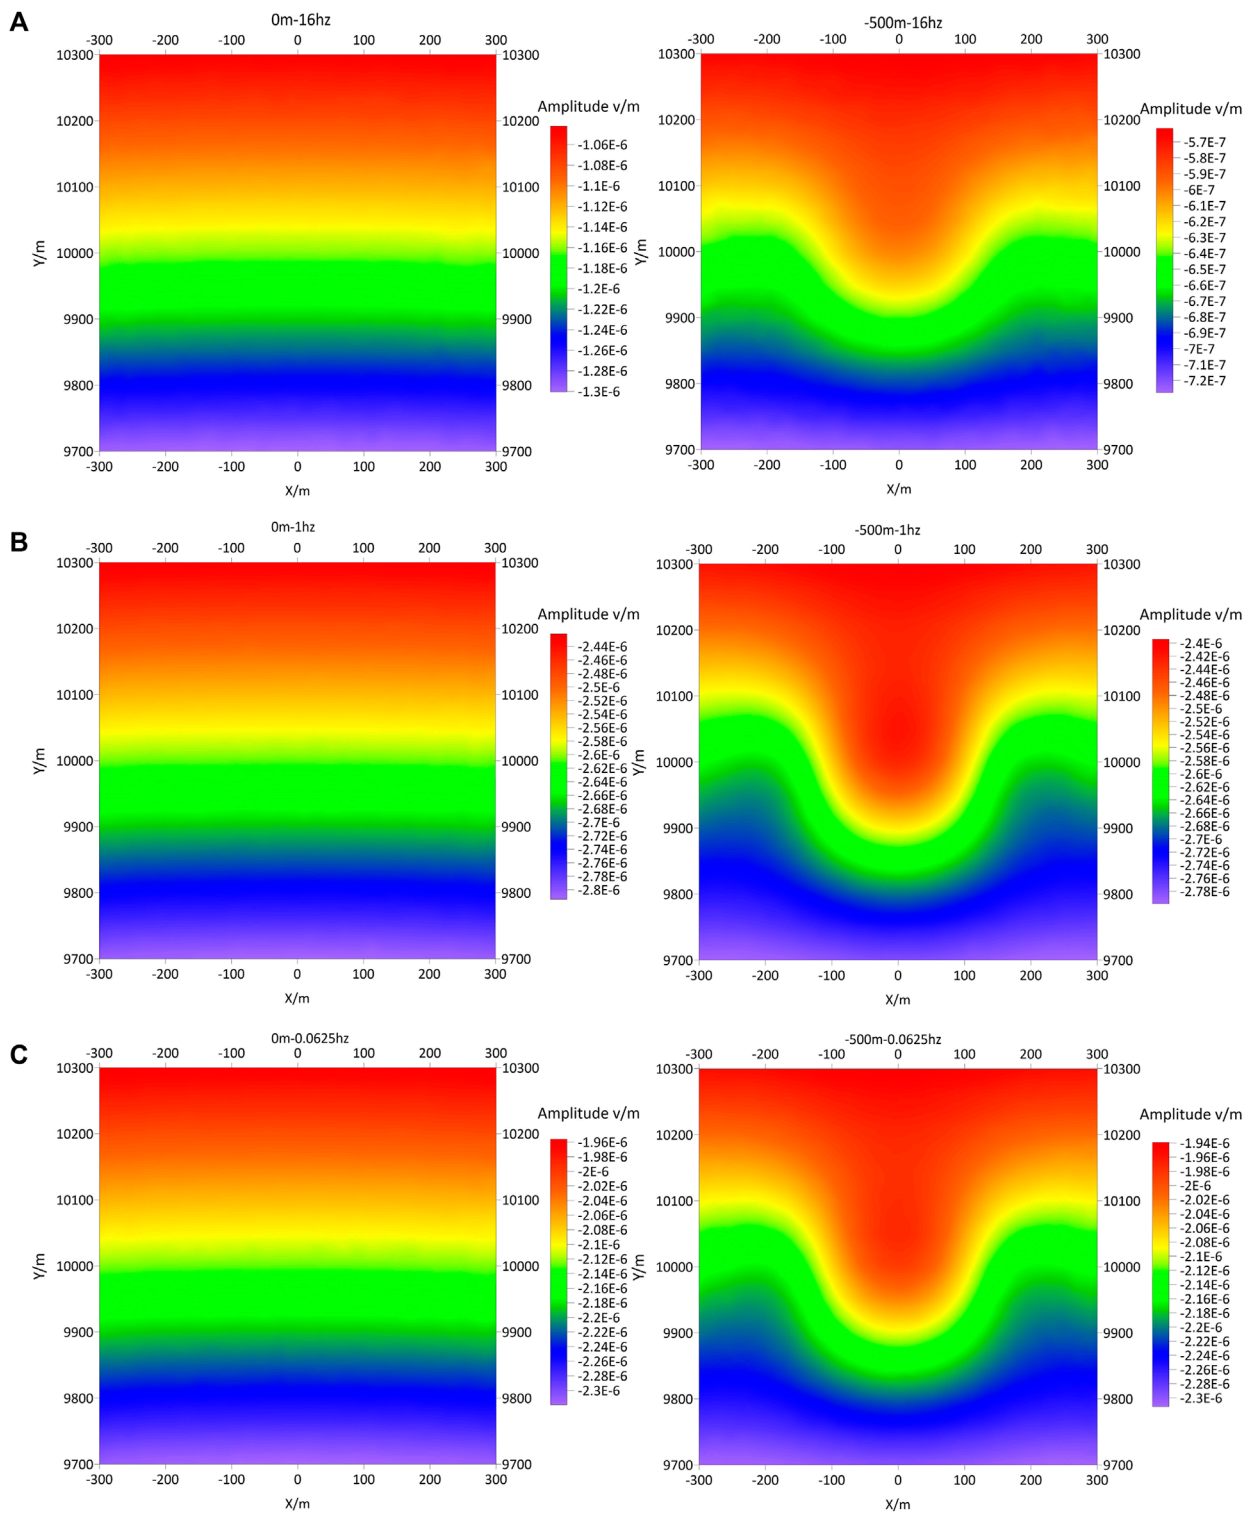 A
0m-16hz
-300 -200 -100 0 100 200 300
10300 10300
10200 10200
10100 10100
10000 10000
9900 9900
9800 9800
9700 9700
Y/m
-300 -200 -100 0 100 200 300
X/m
Amplitude v/m
-1.06E-6
-1.08E-6
-1.1E-6
-1.12E-6
-1.14E-6
-1.16E-6
-1.18E-6
-1.2E-6
-1.22E-6
-1.24E-6
-1.26E-6
-1.28E-6
-1.3E-6
-500m-16hz
-300 -200 -100 0 100 200 300
10300 10300
10200 10200
10100 10100
10000 10000
9900 9900
9800 9800
9700 9700
Y/m
-300 -200 -100 0 100 200 300
X/m
Amplitude v/m
-5.7E-7
-5.8E-7
-5.9E-7
-6E-7
-6.1E-7
-6.2E-7
-6.3E-7
-6.4E-7
-6.5E-7
-6.6E-7
-6.7E-7
-6.8E-7
-6.9E-7
-7E-7
-7.1E-7
-7.2E-7
B
0m-1hz
-300 -200 -100 0 100 200 300
10300 10300
10200 10200
10100 10100
10000 10000
9900 9900
9800 9800
9700 9700
Y/m
-300 -200 -100 0 100 200 300
X/m
Amplitude v/m
-2.44E-6
-2.46E-6
-2.48E-6
-2.5E-6
-2.52E-6
-2.54E-6
-2.56E-6
-2.58E-6
-2.6E-6
-2.62E-6
-2.64E-6
-2.66E-6
-2.68E-6
-2.7E-6
-2.72E-6
-2.74E-6
-2.76E-6
-2.78E-6
-2.8E-6
-500m-1hz
-300 -200 -100 0 100 200 300
10300 10300
10200 10200
10100 10100
10000 10000
9900 9900
9800 9800
9700 9700
Y/m
-300 -200 -100 0 100 200 300
X/m
Amplitude v/m
-2.4E-6
-2.42E-6
-2.44E-6
-2.46E-6
-2.48E-6
-2.5E-6
-2.52E-6
-2.54E-6
-2.56E-6
-2.58E-6
-2.6E-6
-2.62E-6
-2.64E-6
-2.66E-6
-2.68E-6
-2.7E-6
-2.72E-6
-2.74E-6
-2.76E-6
-2.78E-6
C
0m-0.0625hz
-300 -200 -100 0 100 200 300
10300 10300
10200 10200
10100 10100
10000 10000
9900 9900
9800 9800
9700 9700
Y/m
-300 -200 -100 0 100 200 300
X/m
Amplitude v/m
-1.96E-6
-1.98E-6
-2E-6
-2.02E-6
-2.04E-6
-2.06E-6
-2.08E-6
-2.1E-6
-2.12E-6
-2.14E-6
-2.16E-6
-2.18E-6
-2.2E-6
-2.22E-6
-2.24E-6
-2.26E-6
-2.28E-6
-2.3E-6
-500m-0.0625hz
-300 -200 -100 0 100 200 300
10300 10300
10200 10200
10100 10100
10000 10000
9900 9900
9800 9800
9700 9700
Y/m
-300 -200 -100 0 100 200 300
X/m
Amplitude v/m
-1.94E-6
-1.96E-6
-1.98E-6
-2E-6
-2.02E-6
-2.04E-6
-2.06E-6
-2.08E-6
-2.1E-6
-2.12E-6
-2.14E-6
-2.16E-6
-2.18E-6
-2.2E-6
-2.22E-6
-2.24E-6
-2.26E-6
-2.28E-6
-2.3E-6